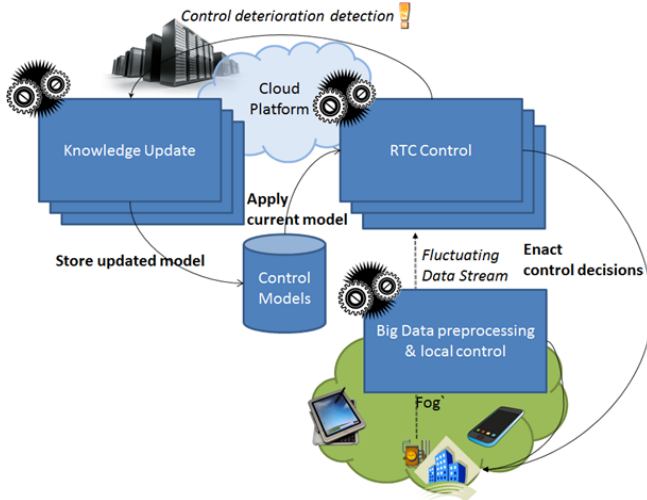 Control deterioration detection !
Cloud
Platform
Knowledge Update
RTC Control
Apply
current model
Store updated model
Control
Models
Fluctuating
Data Stream
Enact
control decisions
Big Data preprocessing
& local control
Fog`